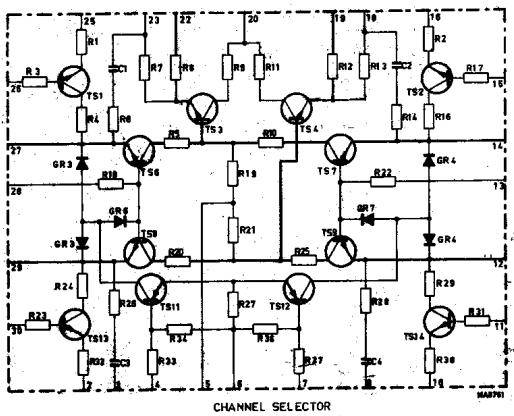 25 23 22 20 19 18 16
R1 R2
R3 C1 R7 R8 R9 R11 R12 R13 C2 R17
26 TS1 TS2 15
R4 R6 TS3 TS4 R14 R16
27 R5 R10 14
GR3 TS6 TS7 GR4
R18 R19 R22
28 13
GR6 GR7
GR3 TS8 R21 TS9 GR4
29 R20 R25 12
R24 R26 TS11 R27 TS12 R28 R29
R23 R31
30 TS13 R34 R36 TS14 11
R32 C3 R33 R27 C4 R30
2 3 4 5 6 7 8 10
CHANNEL SELECTOR